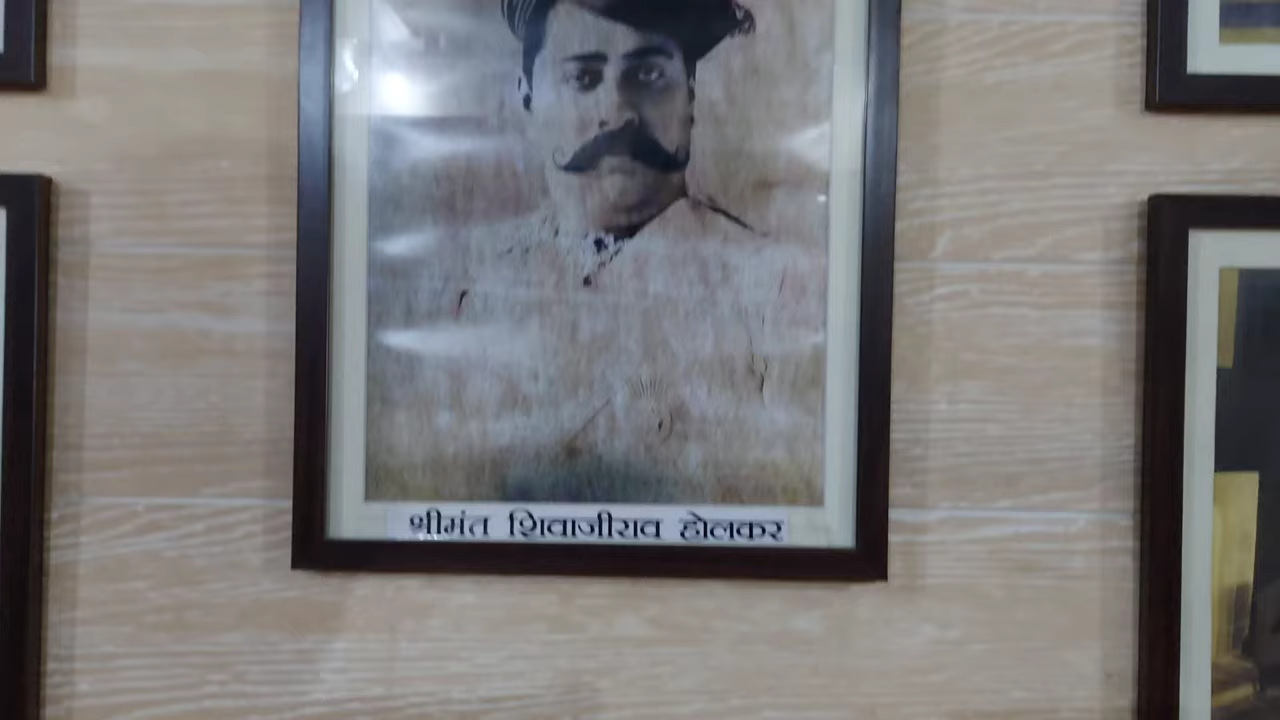 श्रीमंत शिवाजीराव होलकर